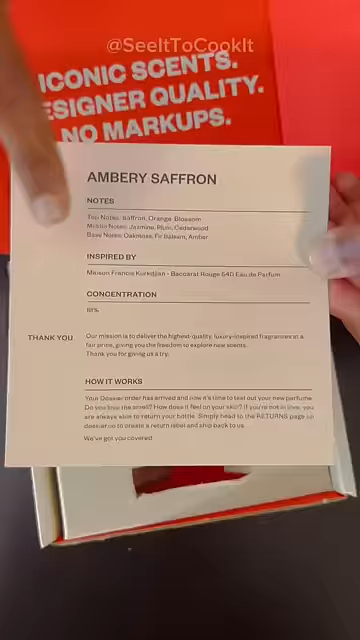 @SeeItToCookIt
ICONIC SCENTS.
DESIGNER QUALITY.
NO MARKUPS.
AMBERY SAFFRON
NOTES
Top Notes: Saffron, Orange Blossom
Middle Notes: Jasmine, Pluic, Cedarwood
Base Notes: Oakmoss, Fir Balsam, Amber
INSPIRED BY
Maison Francis Kurkdjian - Baccarat Rouge 540 Eau de Parfum
CONCENTRATION
18%
THANK YOU
Our mission is to deliver the highest-quality, luxury-inspired fragrances at a
fair price, giving you the freedom to explore new scents.
Thank you for giving us a try.
HOW IT WORKS
Your Dossier order has arrived and now it's time to test out your new perfume.
Do you love the smell? How does it feel on your skin? If you're not in love, you
are always able to return your bottle. Simply head to the RETURNS page on
dossier.co to create a return label and ship back to us.
We've got you covered